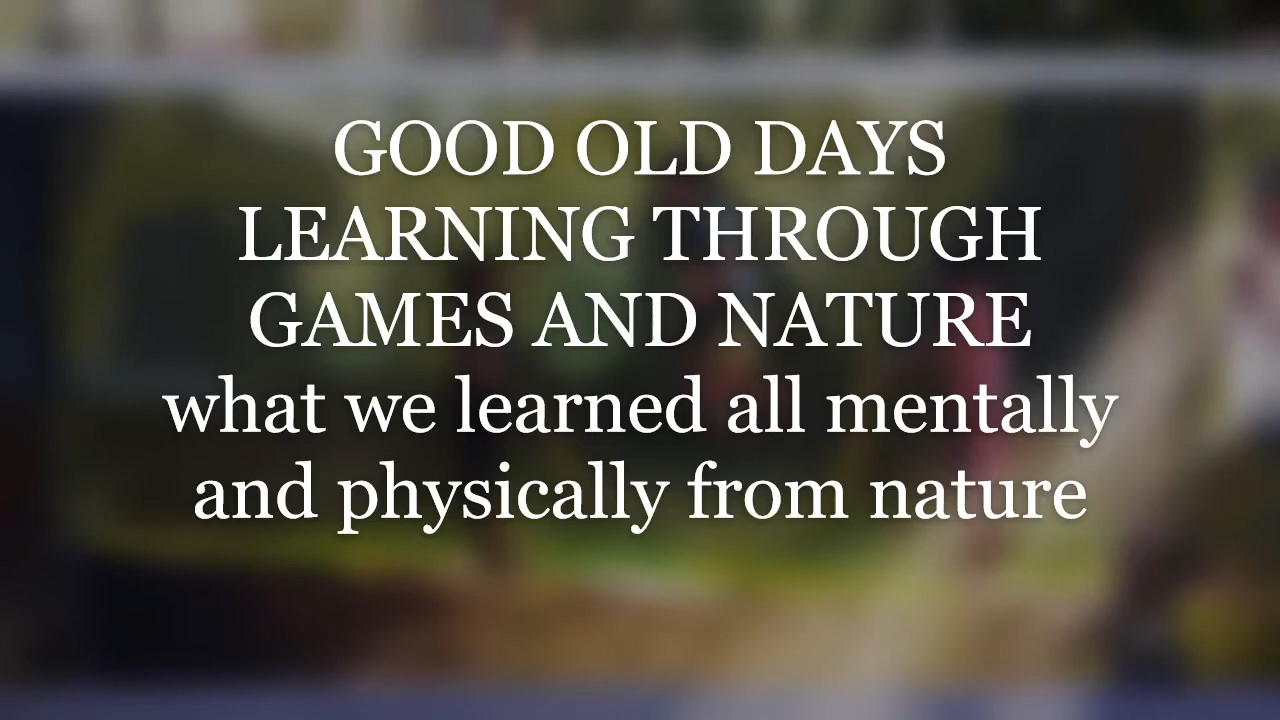 GOOD OLD DAYS
LEARNING THROUGH
GAMES AND NATURE
what we learned all mentally
and physically from nature